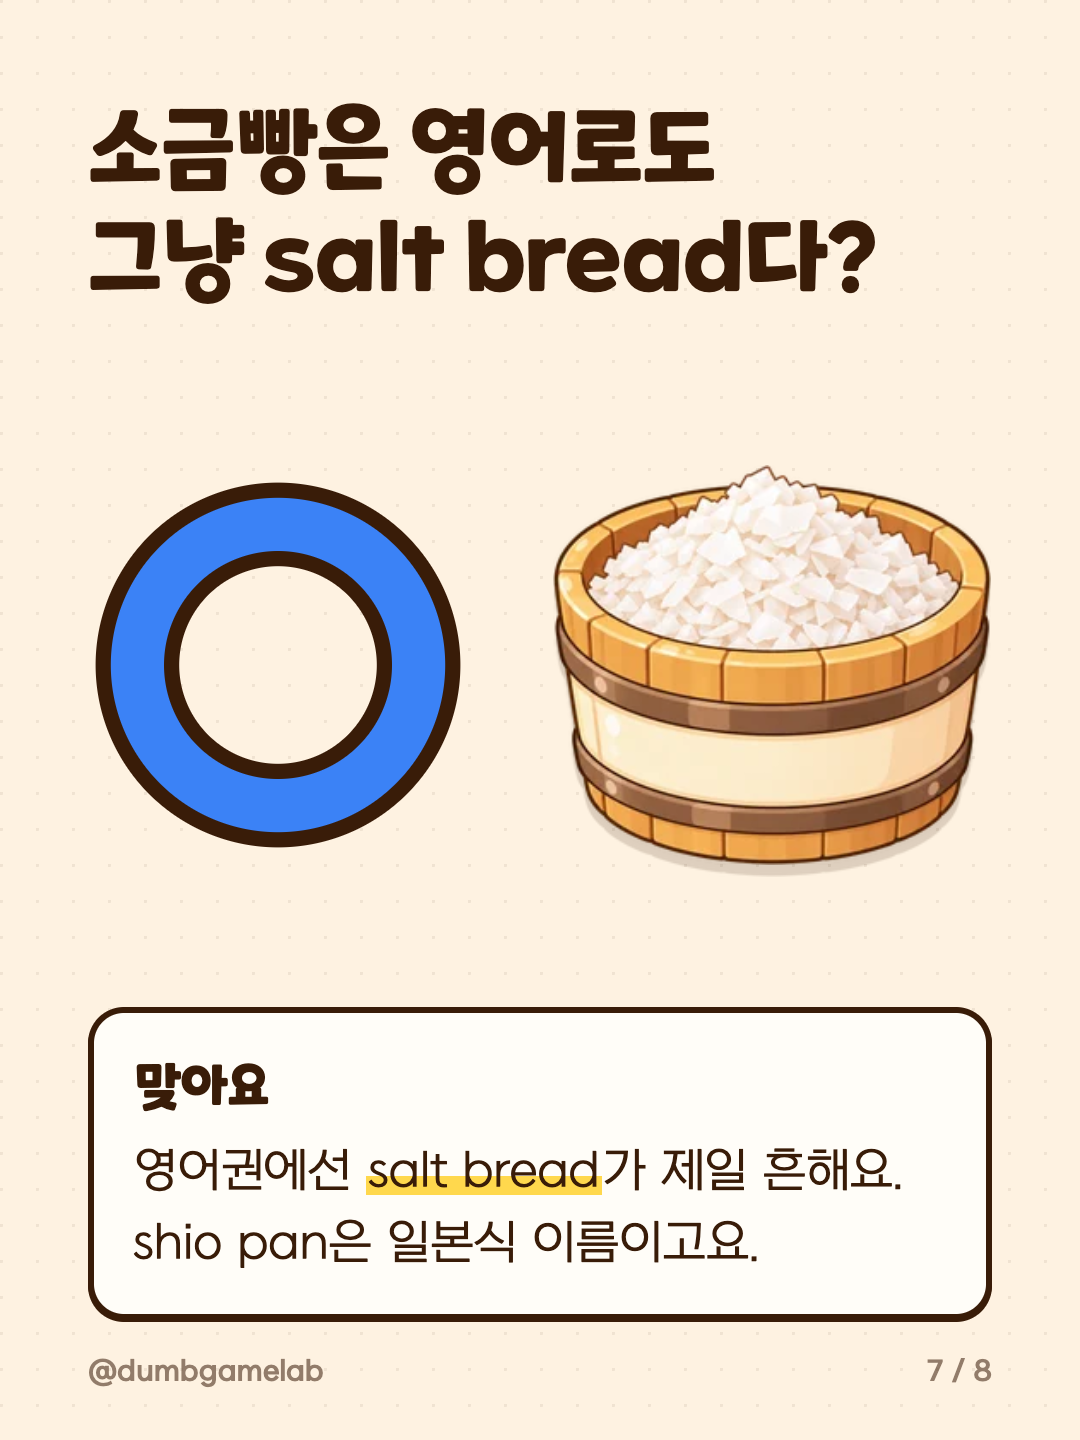 소금빵은 영어로도
그냥 salt bread다?
맞아요
영어권에선 salt bread가 제일 흔해요.
shio pan은 일본식 이름이고요.
@dumbgamelab
7 / 8